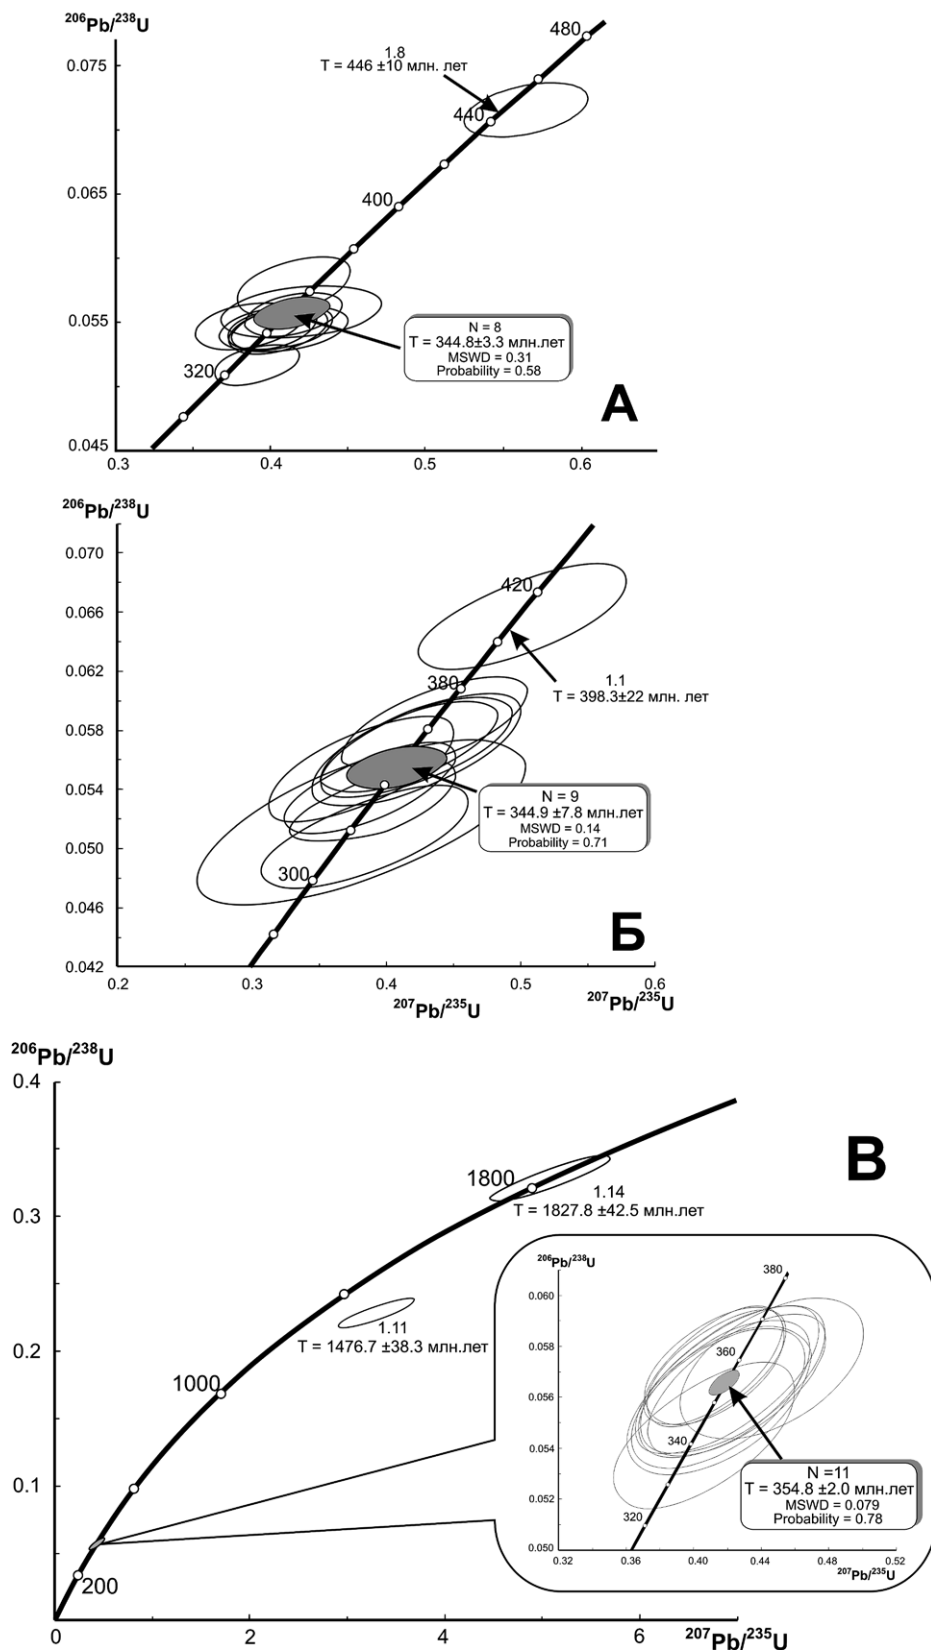 206Pb/238U
480
1.8
T = 446 ±10 млн. лет
0.075
440
0.065
400
0.055
N = 8
T = 344.8±3.3 млн.лет
MSWD = 0.31
Probability = 0.58
320
А
0.045
0.3
0.4
0.5
0.6
206Pb/238U
0.070
420
0.066
0.062
380
1.1
T = 398.3±22 млн. лет
0.058
0.054
N = 9
T = 344.9 ±7.8 млн.лет
MSWD = 0.14
Probability = 0.71
0.050
300
0.046
Б
0.042
0.2
0.3
0.4
0.5
0.6
207Pb/235U
207Pb/235U
206Pb/238U
0.4
1800
В
1.14
T = 1827.8 ±42.5 млн.лет
0.3
1.11
T = 1476.7 ±38.3 млн.лет
0.2
1000
0.1
200
0
2
4
6
207Pb/235U
206Pb/238U
380
0.060
0.058
360
0.056
340
0.054
N =11
T = 354.8 ±2.0 млн.лет
MSWD = 0.079
Probability = 0.78
0.052
320
0.050
0.32
0.36
0.40
0.44
0.48
0.52
207Pb/235U